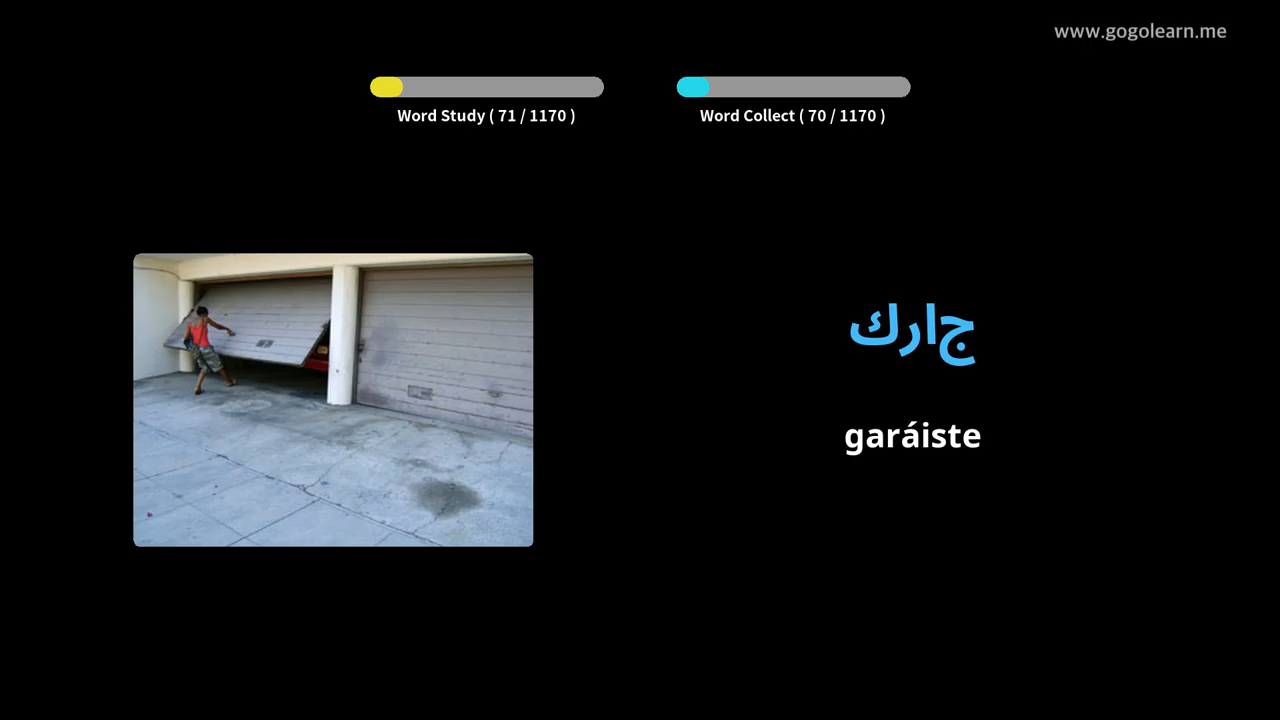 www.gogolearn.me
Word Study ( 71 / 1170 )
Word Collect ( 70 / 1170 )
جارك
garáiste